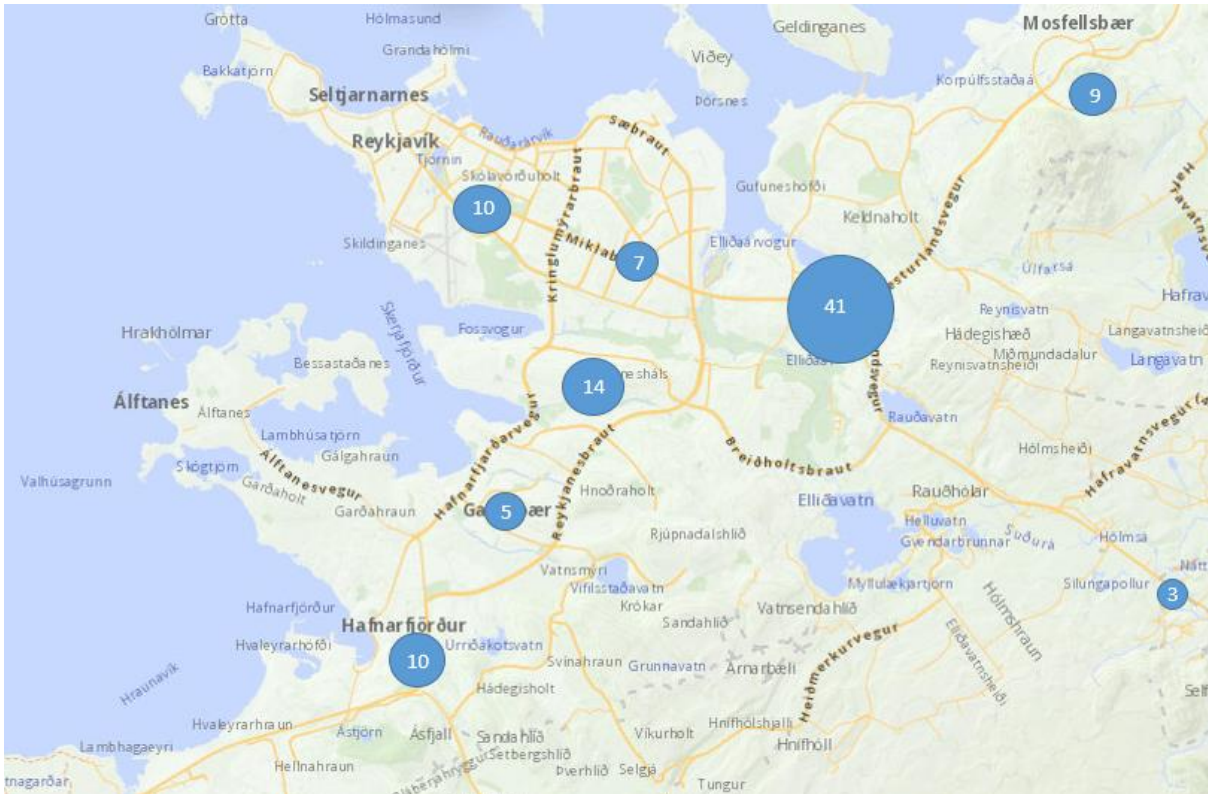 Grótta
Hólmasund
Geldinganes
Mosfellsbær
Grandahólmi
Viðey
Bakkatjörn
Korpúlfsstaðaá
9
Seltjarnarnes
Þórsnes
Sæbraut
Rauðarárvík
Reykjavík
Tjörnin
Skólavörðuholt
Gufuneshöfði
10
Keldnaholt
Skildinganes
Kringlumýrarbraut
Elliðaárvogur
7
Úlfarsá
41
Reynisvatn
Skerjafjörður
Fossvogur
Hrakhólmar
Hádegishæð
Langavatnsheiði
Miðmundadalur
Bessastaðanes
Reynisvatnsheiði
Langavatn
14
Álftanes
Álftanes
Rauðavatn
Hafnarfjarðarvegur
Lambhúsatjörn
Breiðholtsbraut
Hólmsheiði
Gálgahraun
Skógtjörn
Álftanesvegur
Valhúsagrunn
Garðaholt
Reykjanesbraut
Hnoðraholt
Elliðavatn
Rauðhólar
Garðahraun
5
Helluvatn
Rjúpnadalshlíð
Gvendarbrunnar
Suðurá
Hólmsá
Vatnsmýri
Vífilsstaðavatn
Myllulækjartjörn
Silungapollur
3
Hafnarfjörður
Krókar
Vatnsendahlíð
Hólmshraun
Hafnarfjörður
Sandahlíð
Hvaleyrarhöfði
Urriðakotsvatn
Elliðavatnsheiði
10
Svínahraun
Grunnavatn
Arnarbæli
Heiðmerkurvegur
Hraunavík
Hádegisholt
Hvaleyrarhraun
Hnífhólshjalli
Ástjörn
Ásfjall
Sandahlíð
Víkurholt
Hnífhóll
Lambhagaeyri
Setbergshlíð
Hellnahraun
Þverhlíð
Selgjá
Tungur